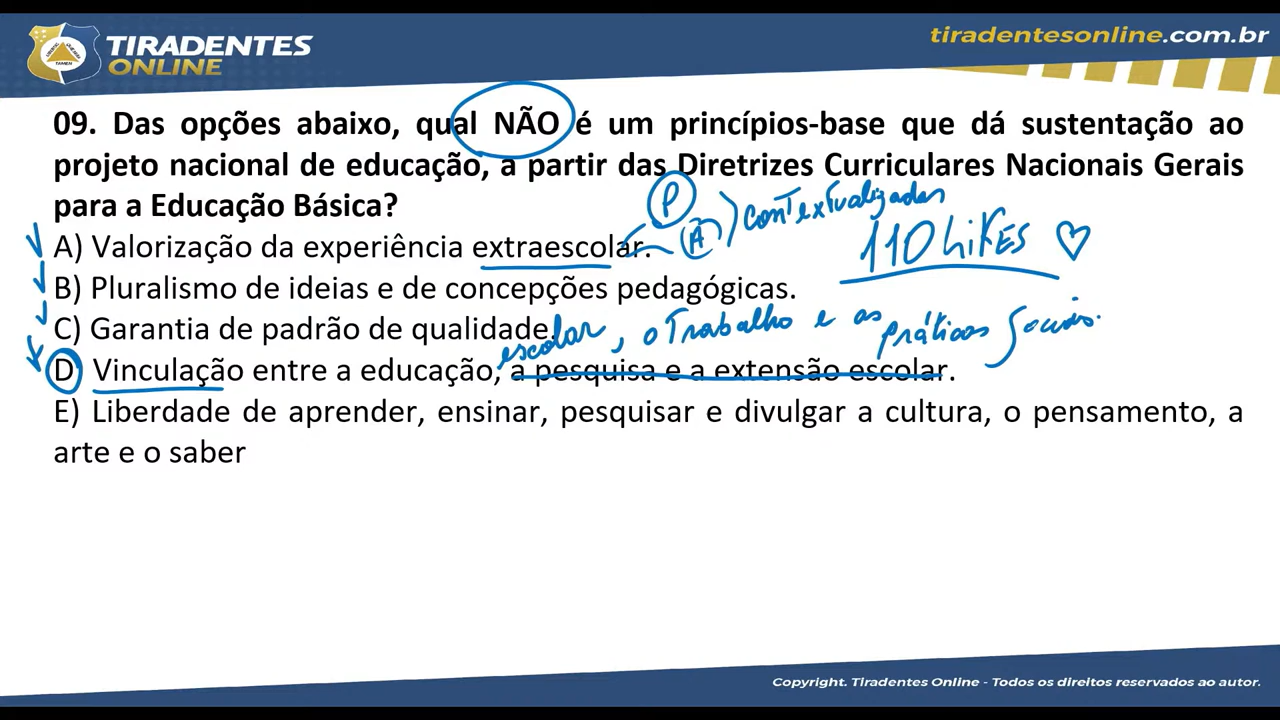 TIRADENTES
ONLINE
tiradentesonline.com.br
09. Das opções abaixo, qual NÃO é um princípios-base que dá sustentação ao
projeto nacional de educação, a partir das Diretrizes Curriculares Nacionais Gerais
para a Educação Básica?
P
contextualizadas
A) Valorização da experiência extraescolar.
A
110 LiKES ♡
B) Pluralismo de ideias e de concepções pedagógicas.
C) Garantia de padrão de qualidade.
escolar, o Trabalho e as práticas sociais.
D) Vinculação entre a educação, a pesquisa e a extensão escolar.
E) Liberdade de aprender, ensinar, pesquisar e divulgar a cultura, o pensamento, a
arte e o saber
Copyright. Tiradentes Online - Todos os direitos reservados ao autor.